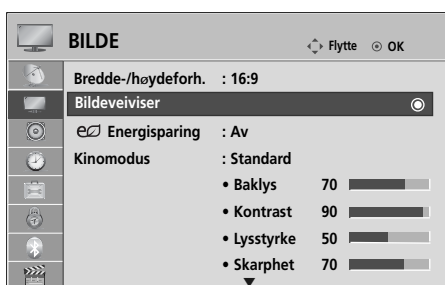 BILDE
Flytte OK
Bredde-/høydeforh. : 16:9
Bildeveiviser
Energisparing : Av
Kinomodus : Standard
• Baklys 70
• Kontrast 90
• Lysstyrke 50
• Skarphet 70